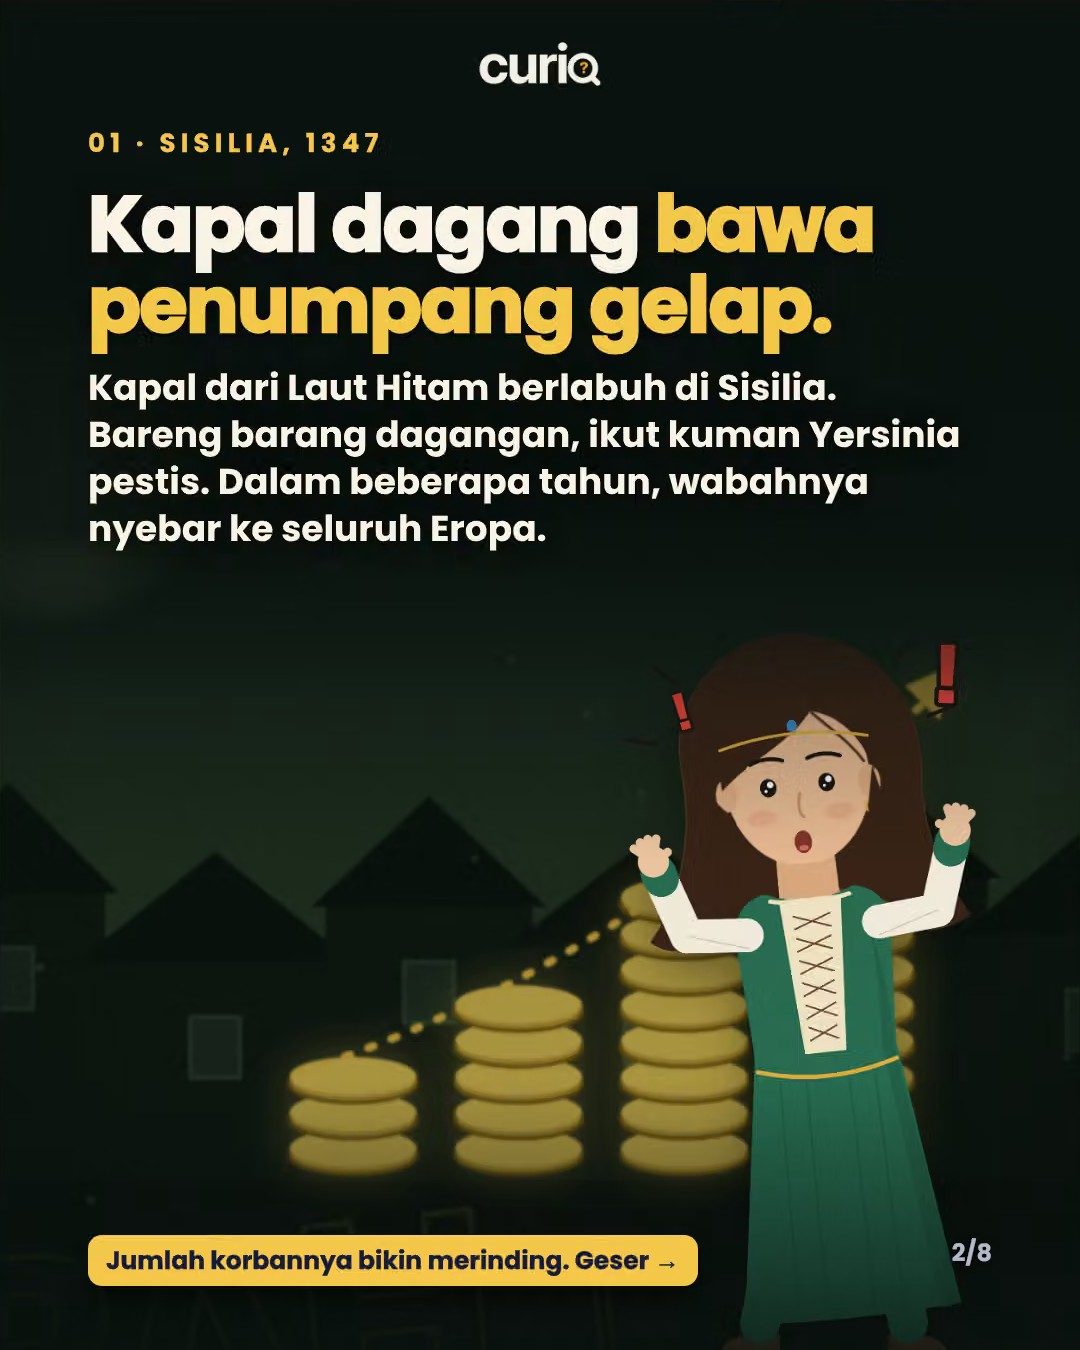 curiQ
01 · SISILIA, 1347
Kapal dagang bawa
penumpang gelap.
Kapal dari Laut Hitam berlabuh di Sisilia.
Bareng barang dagangan, ikut kuman Yersinia
pestis. Dalam beberapa tahun, wabahnya
nyebar ke seluruh Eropa.
! !
Jumlah korbannya bikin merinding. Geser →
2/8